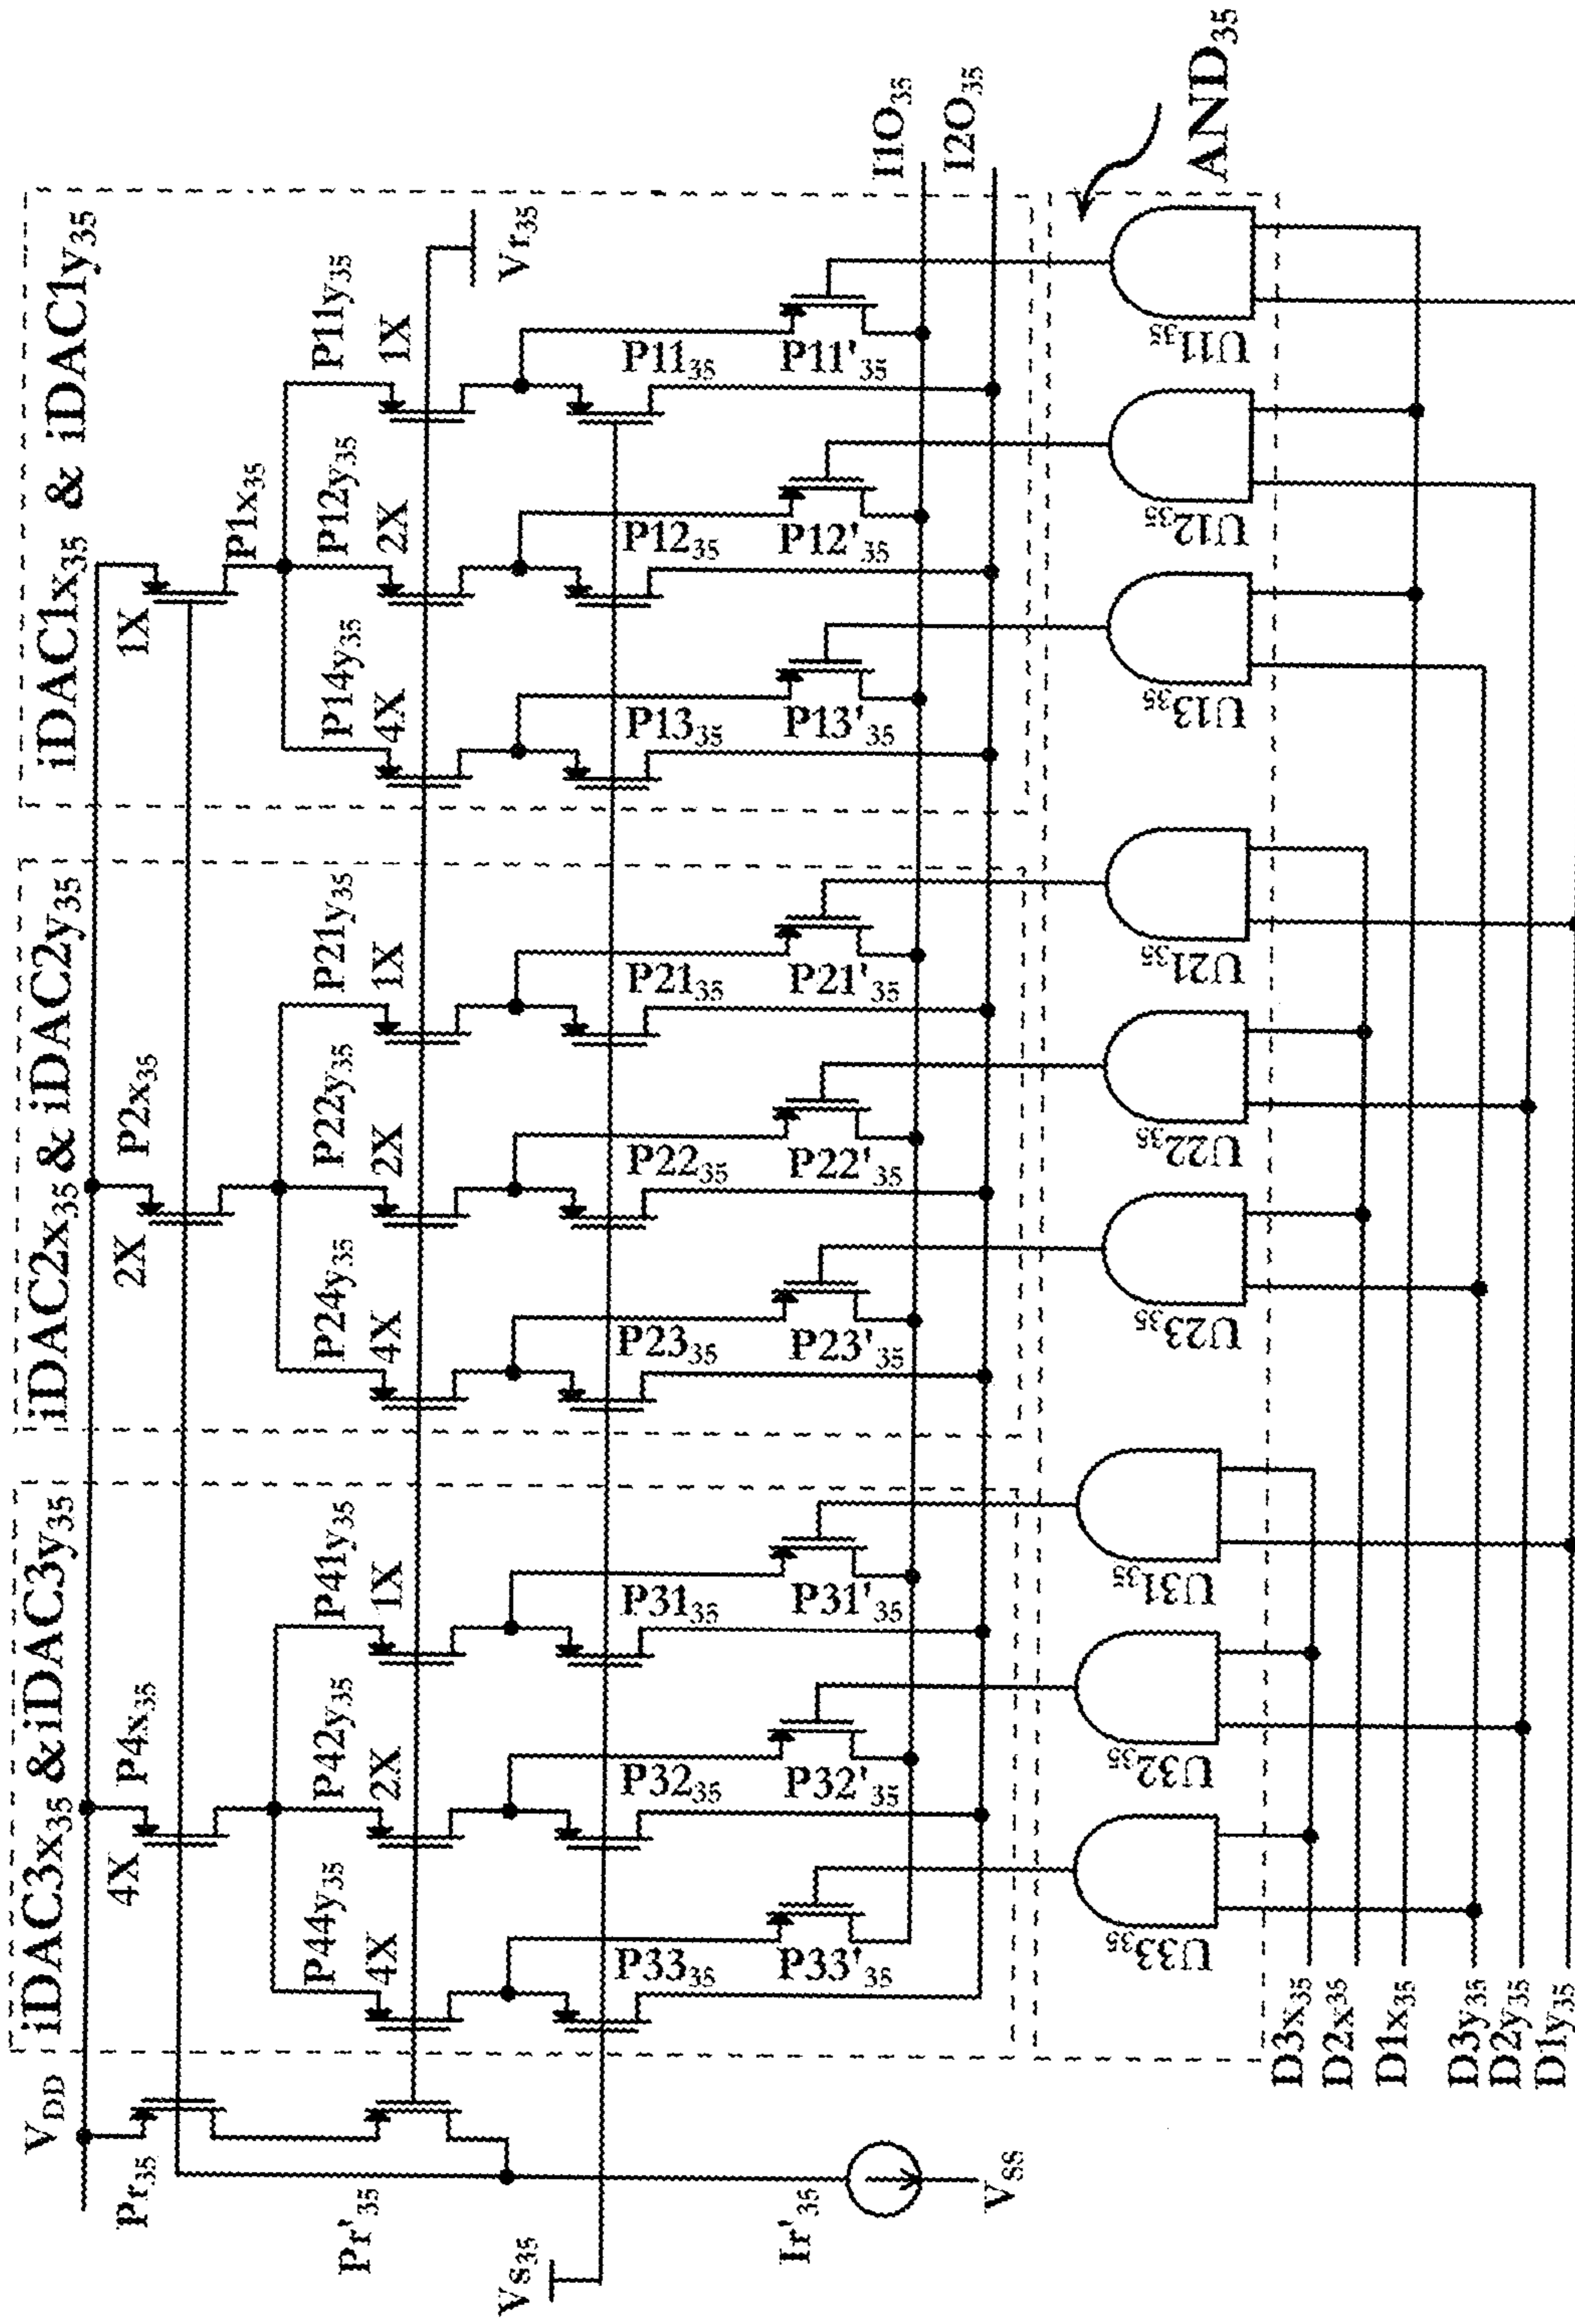 iDAC3x35 & iDAC3y35
iDAC2x35 & iDAC2y35
iDAC1x35 & iDAC1y35
VDD
Pr35
4X
P4x35
2X
P2x35
1X
P1x35
Pr'35
P44y35
4X
P42y35
2X
P41y35
1X
P24y35
4X
P22y35
2X
P21y35
1X
P14y35
4X
P12y35
2X
P11y35
1X
Vr35
Vs35
P3335
P3235
P3135
P2335
P2235
P2135
P1335
P1235
P1135
Ir'35
P33'35
P32'35
P31'35
P23'35
P22'35
P21'35
P13'35
P12'35
P11'35
I1O35
I2O35
VSS
AND35
U3335
U3235
U3135
U2335
U2235
U2135
U1335
U1235
U1135
D3x35
D2x35
D1x35
D3y35
D2y35
D1y35